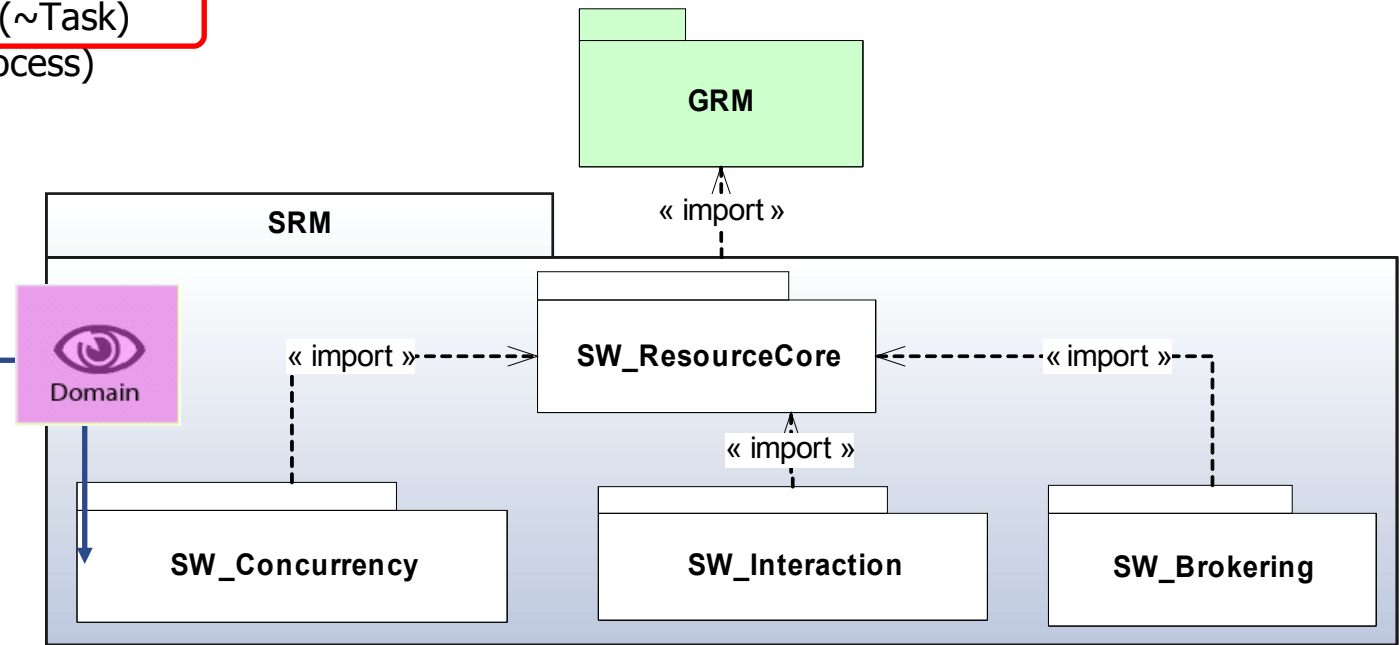 (~Task)
ocess)
GRM
« import »
SRM
Domain
« import »
SW_ResourceCore
« import »
« import »
SW_Concurrency
SW_Interaction
SW_Brokering